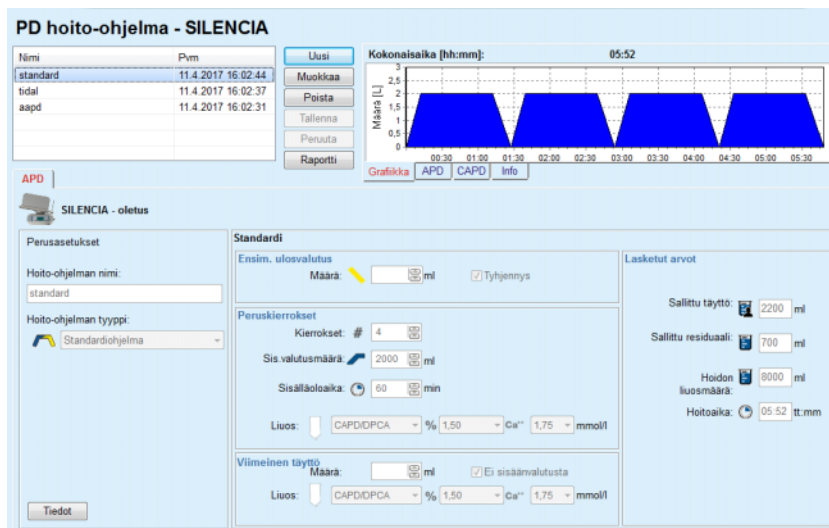 PD hoito-ohjelma - SILENCIA
Nimi Pvm
standard 11.4.2017 16:02:44
tidal 11.4.2017 16:02:37
aapd 11.4.2017 16:02:31
Uusi
Muokkaa
Poista
Tallenna
Peruuta
Raportti
Kokonaisaika [hh:mm]: 05:52
Määrä [L]
3
2,5
2
1,5
1
0,5
0
00:30 01:00 01:30 02:00 02:30 03:00 03:30 04:00 04:30 05:00 05:30
Grafiikka APD CAPD Info
APD
SILENCIA - oletus
Perusasetukset
Hoito-ohjelman nimi:
standard
Hoito-ohjelman tyyppi:
Standardiohjelma
Tiedot
Standardi
Ensim. ulosvalutus
Määrä: ml Tyhjennys
Peruskierrokset
Kierrokset: # 4
Sis.valutusmäärä: 2000 ml
Sisälläoloaika: 60 min
Liuos: CAPD/DPCA % 1,50 Ca⁺⁺ 1,75 mmol/l
Viimeinen täyttö
Määrä: ml Ei sisäänvalutusta
Liuos: CAPD/DPCA % 1,50 Ca⁺⁺ 1,75 mmol/l
Lasketut arvot
Sallittu täyttö: 2200 ml
Sallittu residuaali: 700 ml
Hoidon 8000 ml
liuosmäärä:
Hoitoaika: 05:52 tt:mm